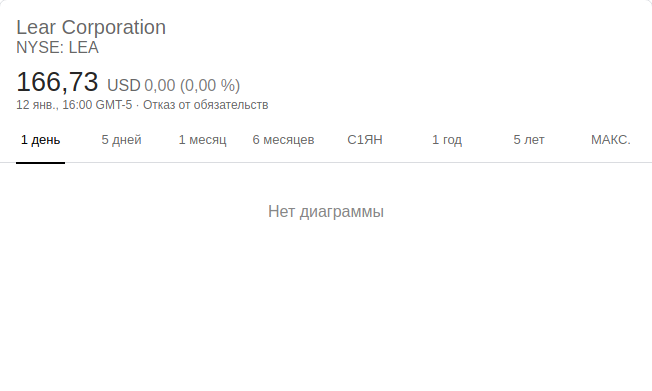 Lear Corporation
NYSE: LEA
166,73 USD 0,00 (0,00 %)
12 янв., 16:00 GMT-5 · Отказ от обязательств
1 день 5 дней 1 месяц 6 месяцев С1ЯН 1 год 5 лет МАКС.
Нет диаграммы